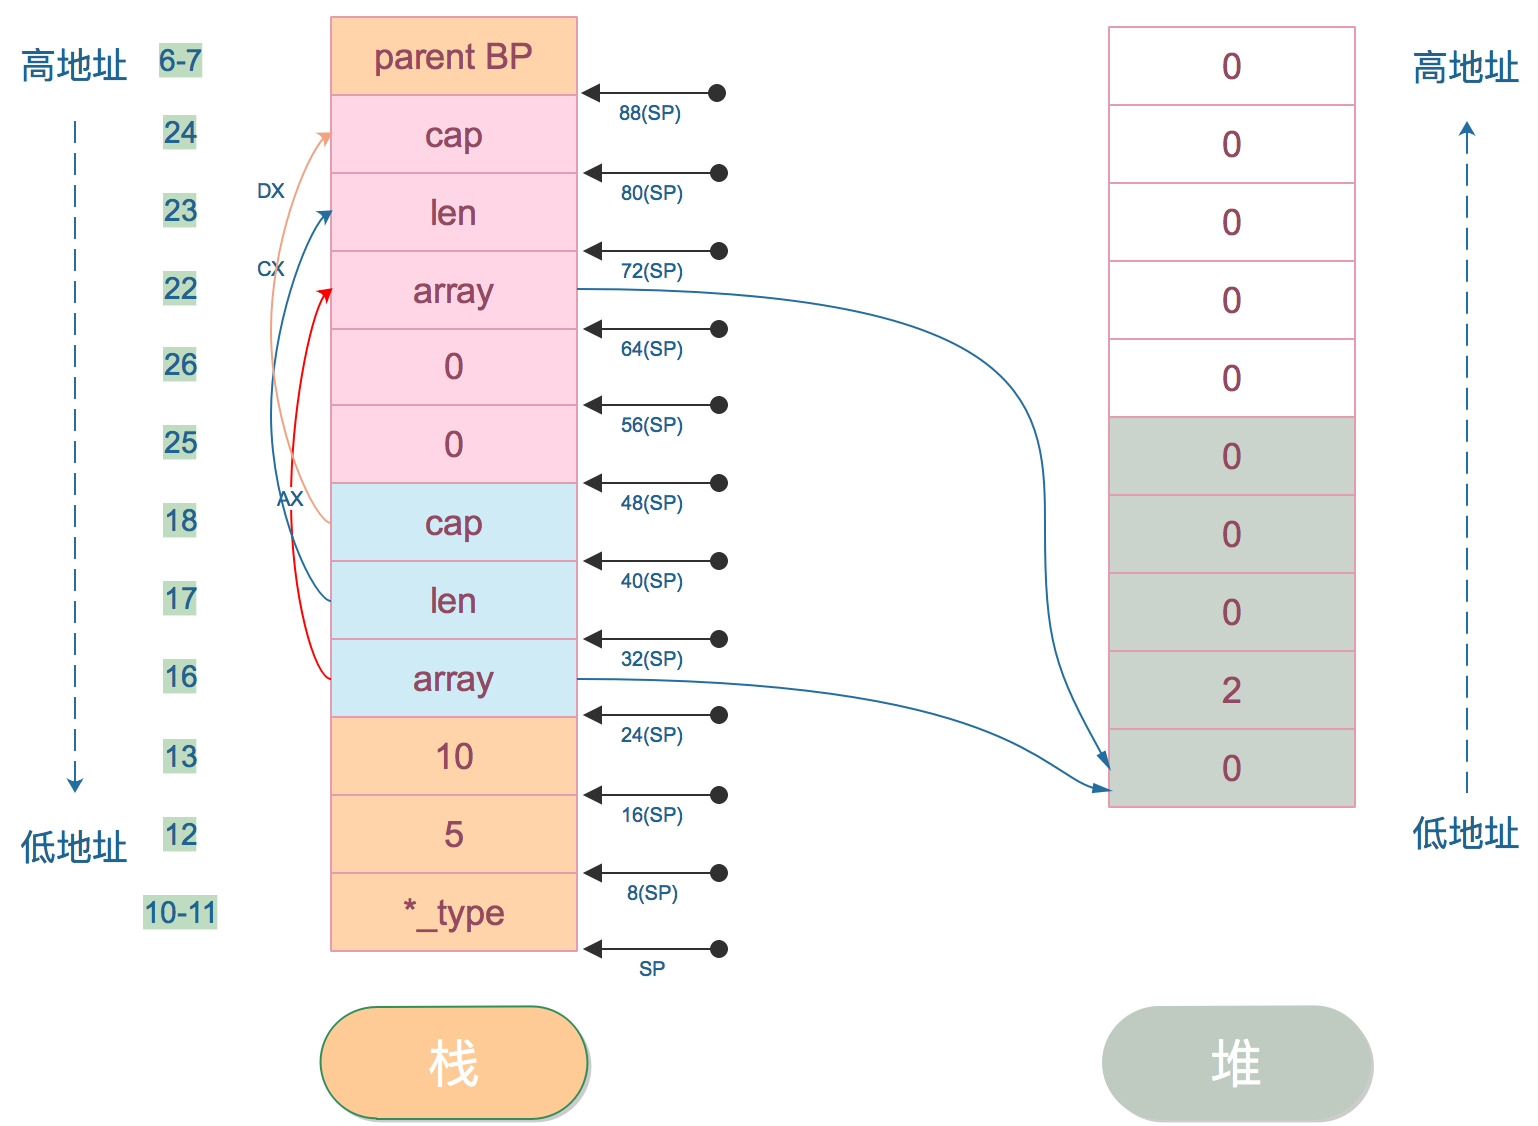 高地址
6-7
parent BP
88(SP)
24
cap
80(SP)
DX
23
len
72(SP)
CX
22
array
64(SP)
26
0
56(SP)
25
0
48(SP)
AX
18
cap
40(SP)
17
len
32(SP)
16
array
24(SP)
13
10
16(SP)
低地址
12
5
8(SP)
10-11
*_type
SP
栈
0
0
0
0
0
0
0
0
2
0
堆
高地址
低地址